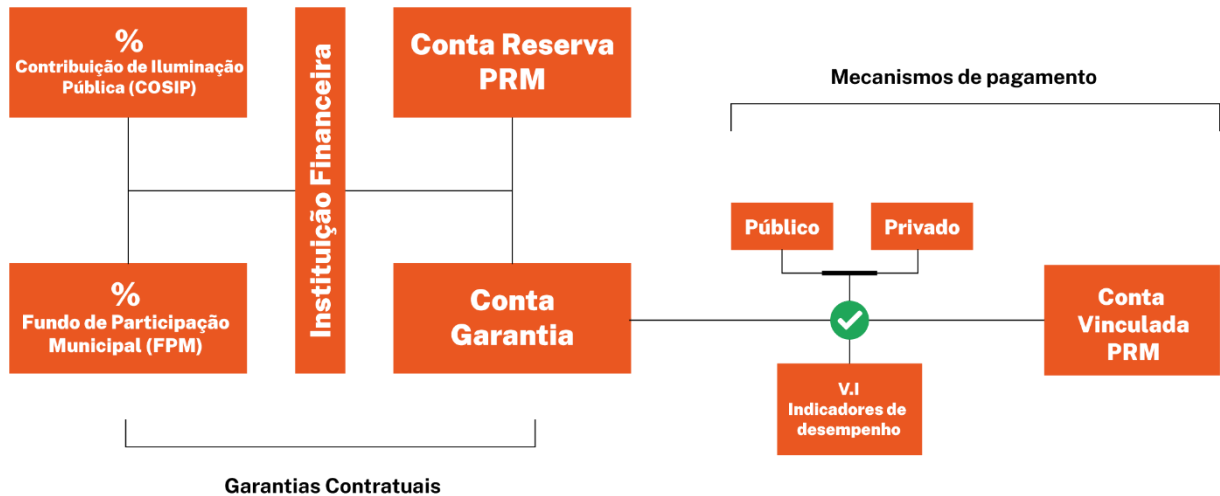 %
Contribuição de Iluminação
Pública (COSIP)
Instituição Financeira
Conta Reserva
PRM
Mecanismos de pagamento
Público
Privado
%
Fundo de Participação
Municipal (FPM)
Conta
Garantia
Conta
Vinculada
PRM
V.I
Indicadores de
desempenho
Garantias Contratuais